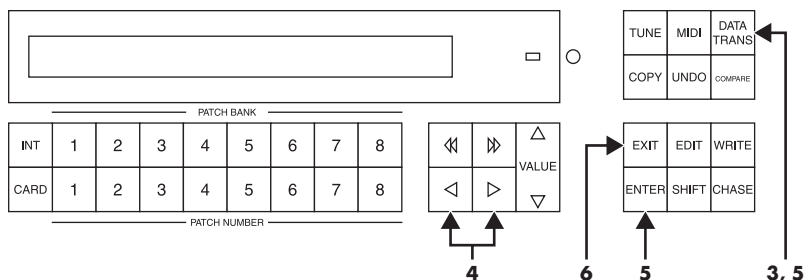 TUNE MIDI DATA TRANS
COPY UNDO COMPARE
PATCH BANK
INT 1 2 3 4 5 6 7 8
VALUE
EXIT EDIT WRITE
CARD 1 2 3 4 5 6 7 8
ENTER SHIFT CHASE
PATCH NUMBER
4 6 5 3, 5